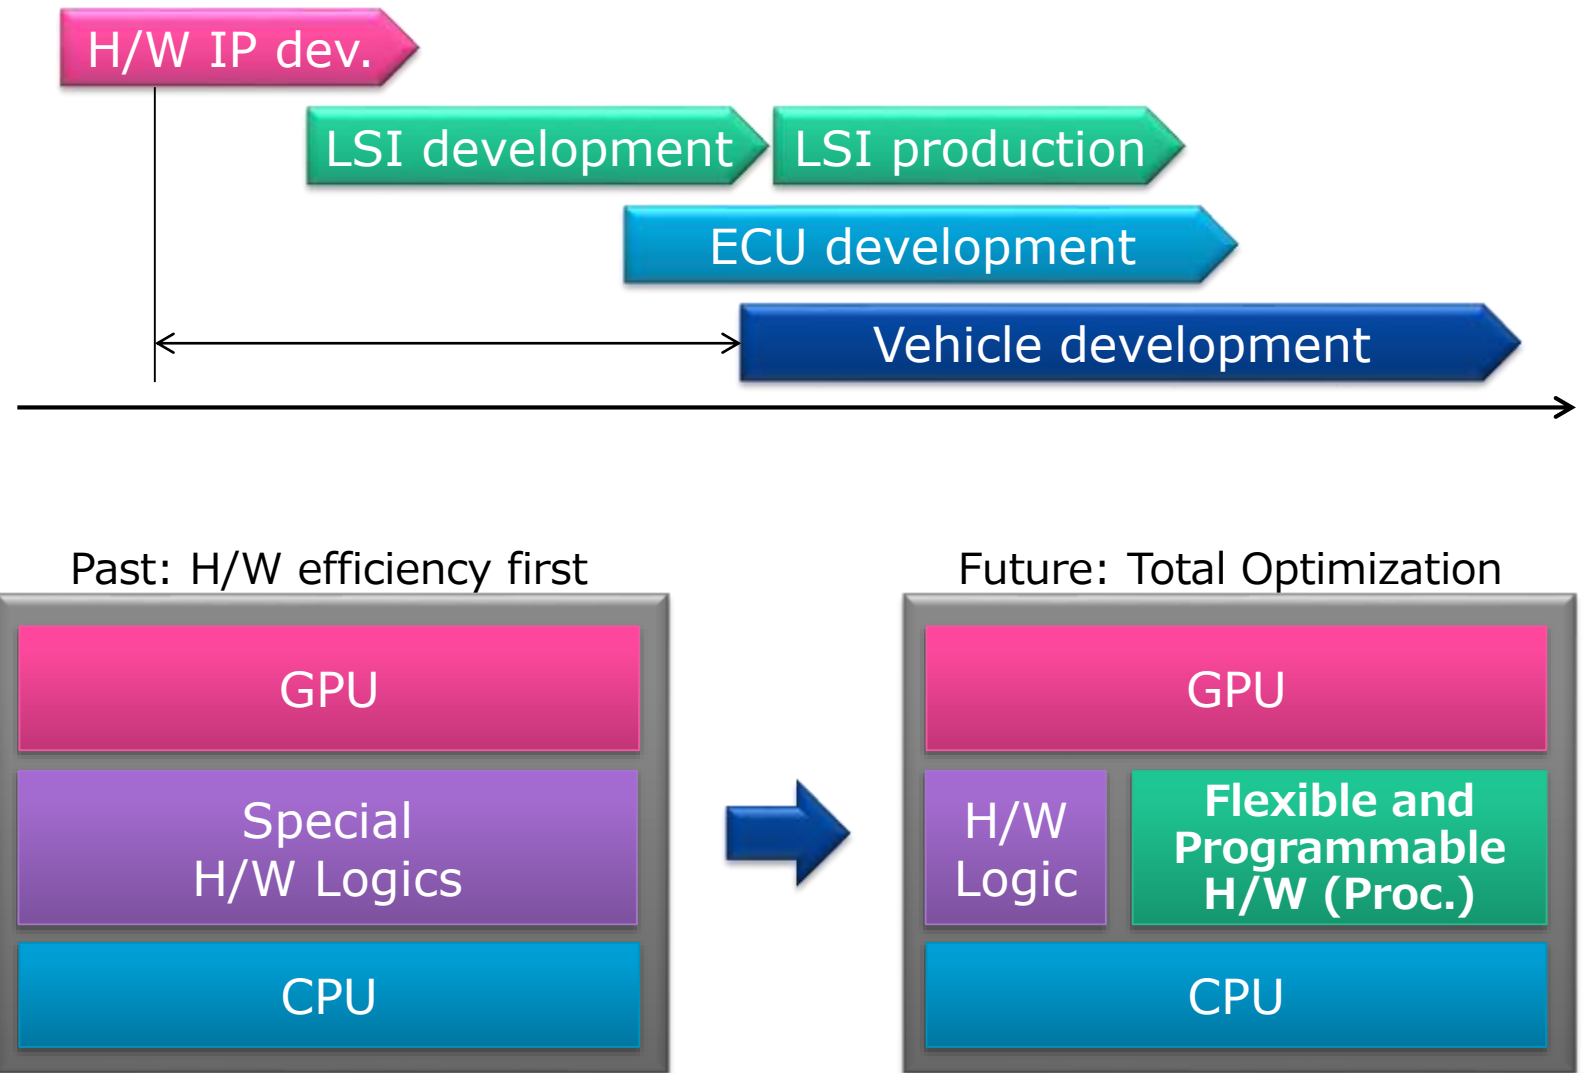 H/W IP dev.
LSI development
LSI production
ECU development
Vehicle development
Past: H/W efficiency first
GPU
Special
H/W Logics
CPU
Future: Total Optimization
GPU
H/W
Logic
Flexible and
Programmable
H/W (Proc.)
CPU